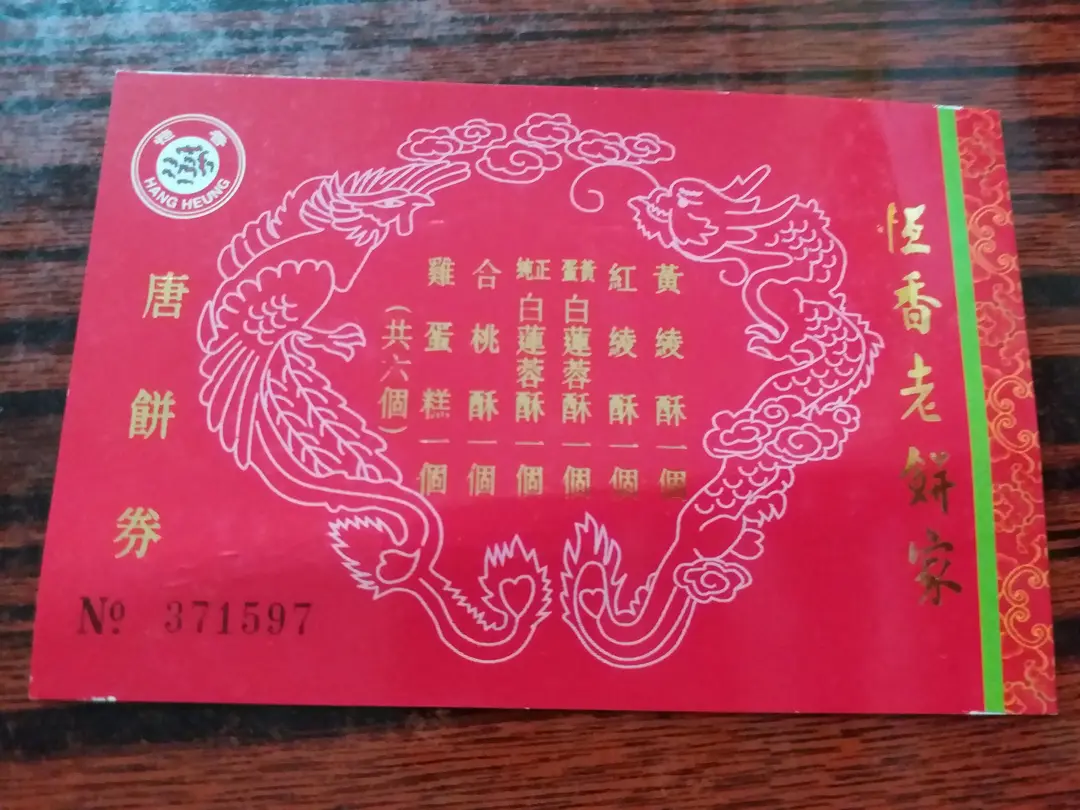 恆香老餅家
黃綾酥一個
紅綾酥一個
蛋黃白蓮蓉酥一個
純正白蓮蓉酥一個
合桃酥一個
雞蛋糕一個
(共六個)
唐餅券
恆香
HANG HEUNG
Nº 371597